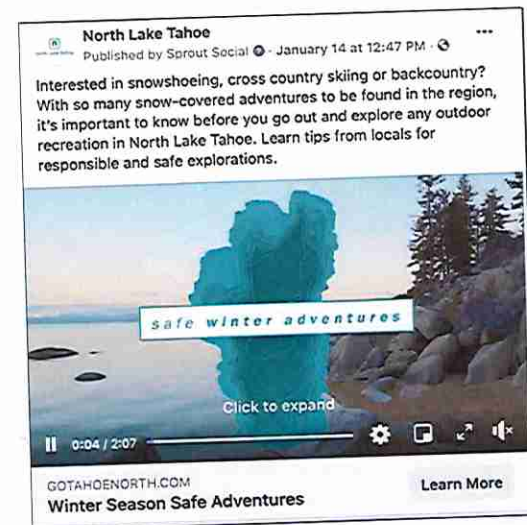 North Lake Tahoe
Published by Sprout Social · January 14 at 12:47 PM ·
Interested in snowshoeing, cross country skiing or backcountry?
With so many snow-covered adventures to be found in the region,
it's important to know before you go out and explore any outdoor
recreation in North Lake Tahoe. Learn tips from locals for
responsible and safe explorations.
safe winter adventures
Click to expand
0:04 / 2:07
GOTAHOENORTH.COM
Winter Season Safe Adventures
Learn More